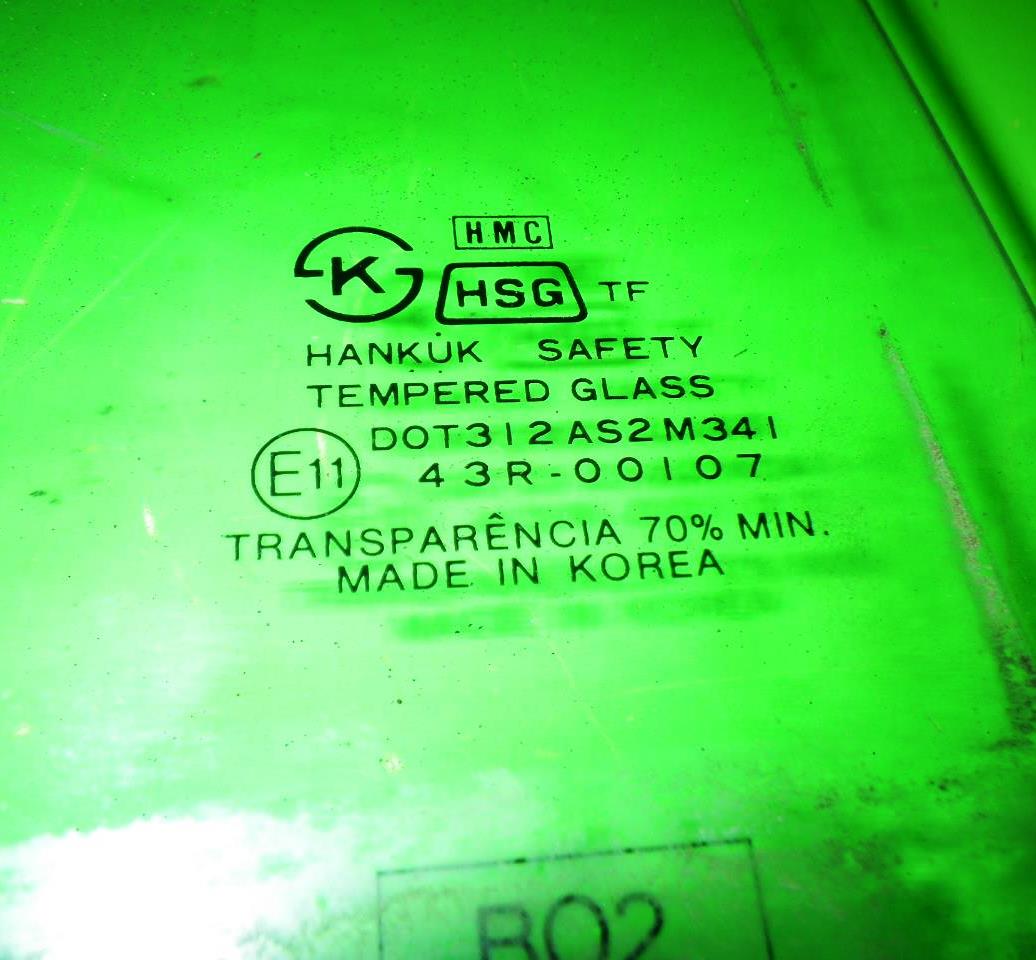 HMC
K HSG TF
HANKUK SAFETY
TEMPERED GLASS
DOT312 AS2 M341
E11 43R-00107
TRANSPARÊNCIA 70% MIN.
MADE IN KOREA